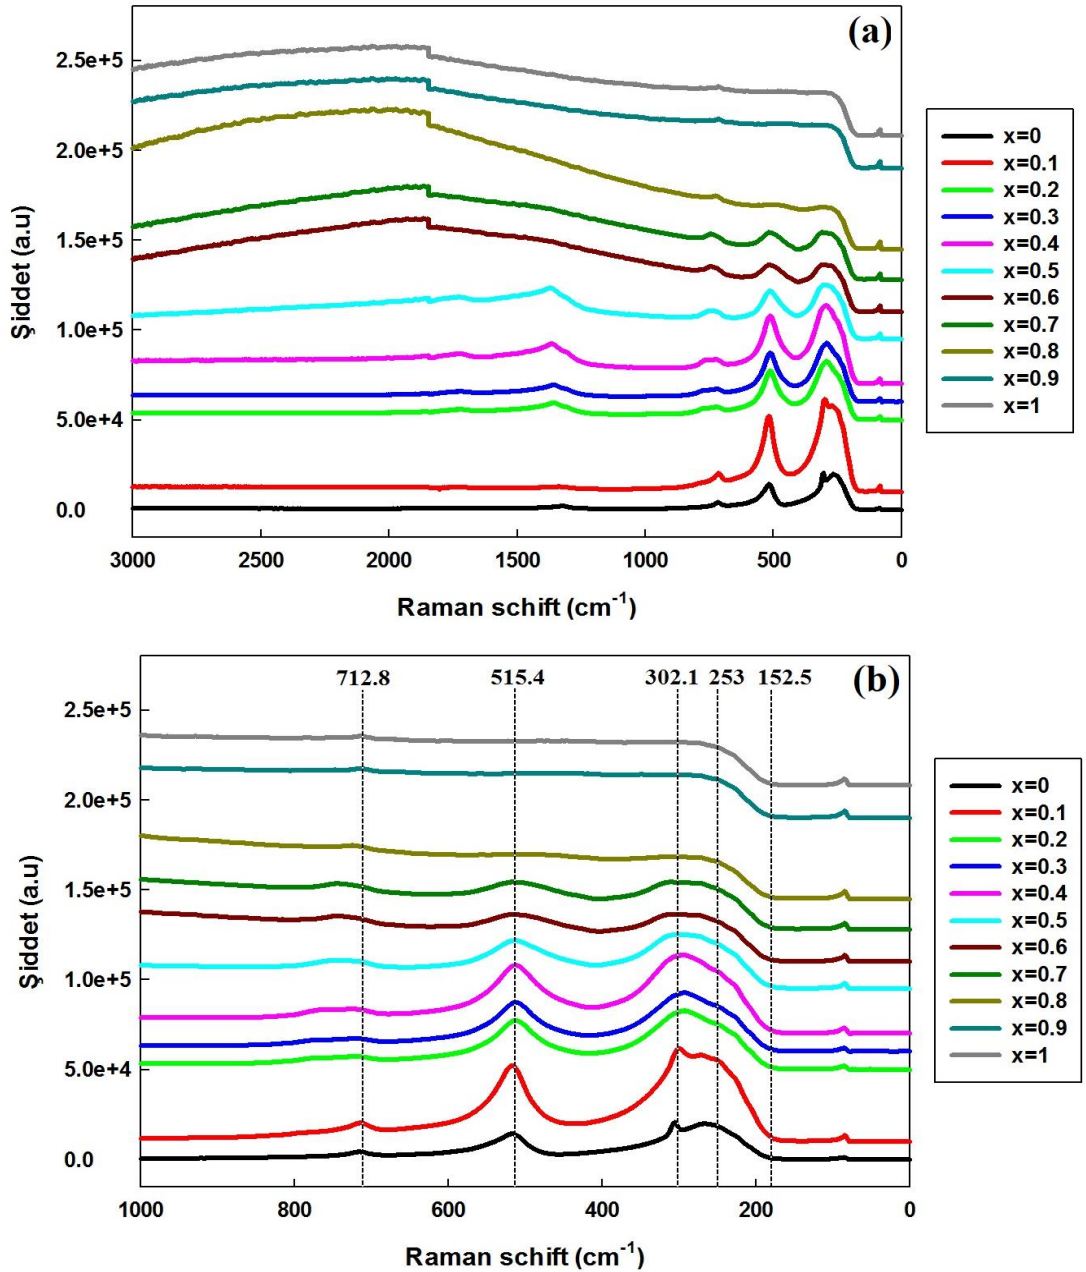 (a)
2.5e+5
2.0e+5
1.5e+5
1.0e+5
5.0e+4
0.0
Şiddet (a.u)
3000 2500 2000 1500 1000 500 0
Raman schift (cm⁻¹)
x=0
x=0.1
x=0.2
x=0.3
x=0.4
x=0.5
x=0.6
x=0.7
x=0.8
x=0.9
x=1
712.8 515.4 302.1 253 152.5 (b)
2.5e+5
2.0e+5
1.5e+5
1.0e+5
5.0e+4
0.0
Şiddet (a.u)
1000 800 600 400 200 0
Raman schift (cm⁻¹)
x=0
x=0.1
x=0.2
x=0.3
x=0.4
x=0.5
x=0.6
x=0.7
x=0.8
x=0.9
x=1